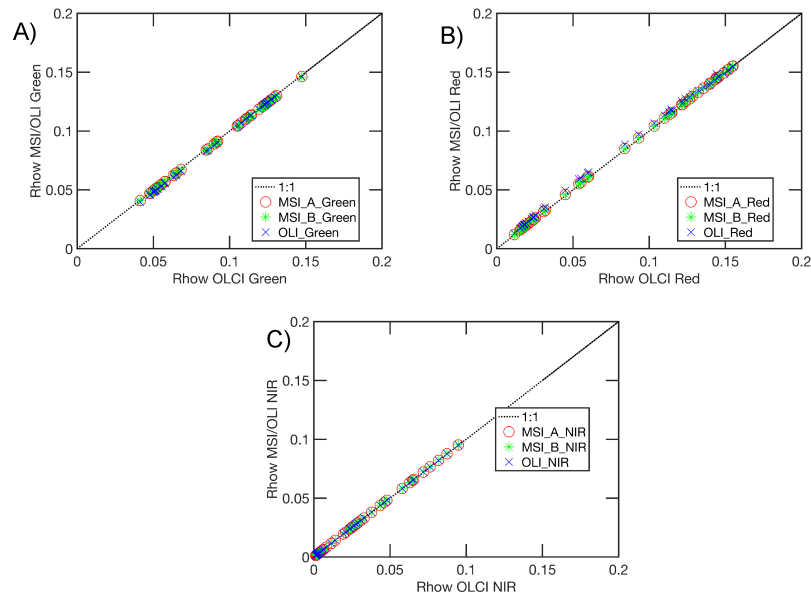 A)
0.2
0.15
0.1
0.05
0
Rhow MSI/OLI Green
1:1
MSI_A_Green
MSI_B_Green
OLI_Green
0 0.05 0.1 0.15 0.2
Rhow OLCI Green
B)
0.2
0.15
0.1
0.05
0
Rhow MSI/OLI Red
1:1
MSI_A_Red
MSI_B_Red
OLI_Red
0 0.05 0.1 0.15 0.2
Rhow OLCI Red
C)
0.2
0.15
0.1
0.05
0
Rhow MSI/OLI NIR
1:1
MSI_A_NIR
MSI_B_NIR
OLI_NIR
0 0.05 0.1 0.15 0.2
Rhow OLCI NIR